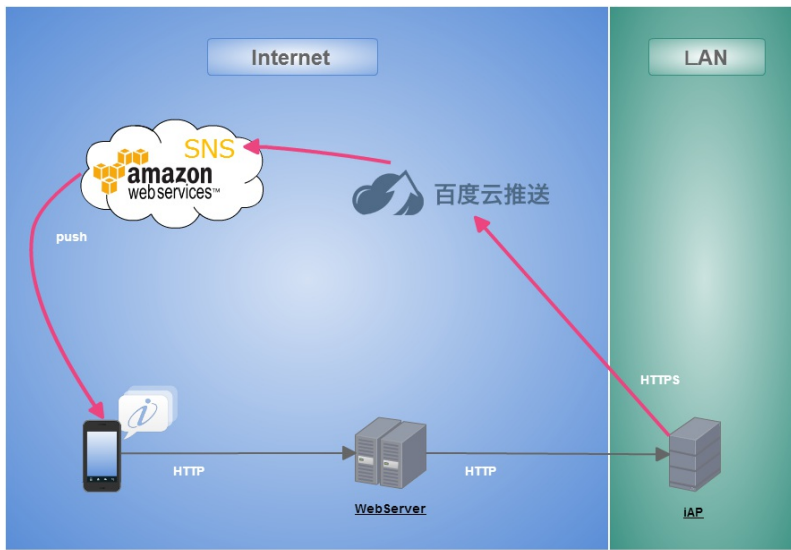 Internet
LAN
SNS
amazon
webservices™
百度云推送
push
HTTPS
i
HTTP
HTTP
WebServer
iAP